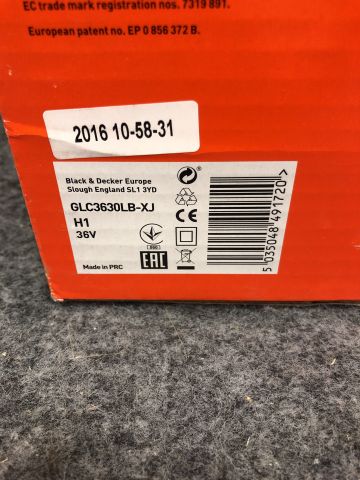 EC trade mark registration nos. 7319 891.
European patent no. EP 0 856 372 B.
2016 10-58-31
Black & Decker Europe
Slough England SL1 3YD
GLC3630LB-XJ
H1
36V
Made in PRC
CE
EAC
5 035048 491720 >